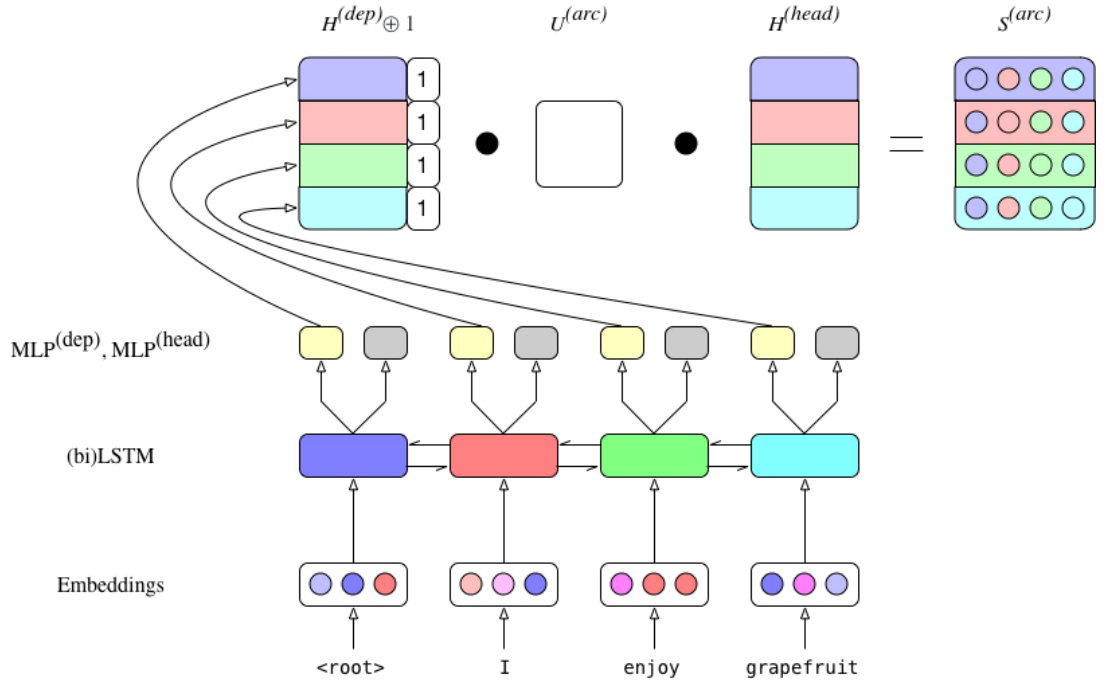 H(dep) ⊕ 1 U(arc) H(head) S(arc)
1
1
1
1
MLP(dep), MLP(head)
(bi)LSTM
Embeddings
<root> I enjoy grapefruit